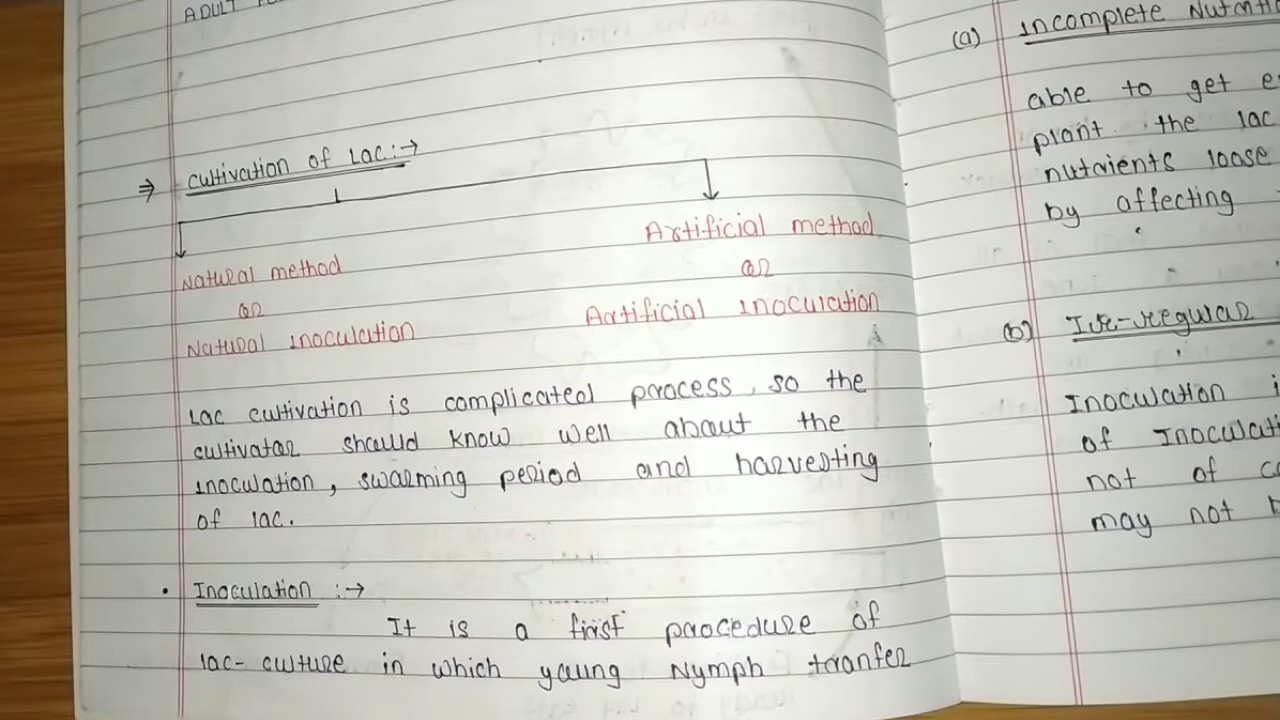 ADULT
⇒ cultivation of Lac:→
Natural method
or
Natural Inoculation
Artificial method
or
Artificial Inoculation
Lac cultivation is complicated process, so the
cultivator should know well about the
inoculation, swarming period and harvesting
of lac.
• Inoculation :→
It is a first procedure of
lac-culture in which young Nymph tranfer
(a) Incomplete
able to get
plant the lac
nutrients loose
by affecting
(b) Irr-regular
Inoculation
of
not of
may not